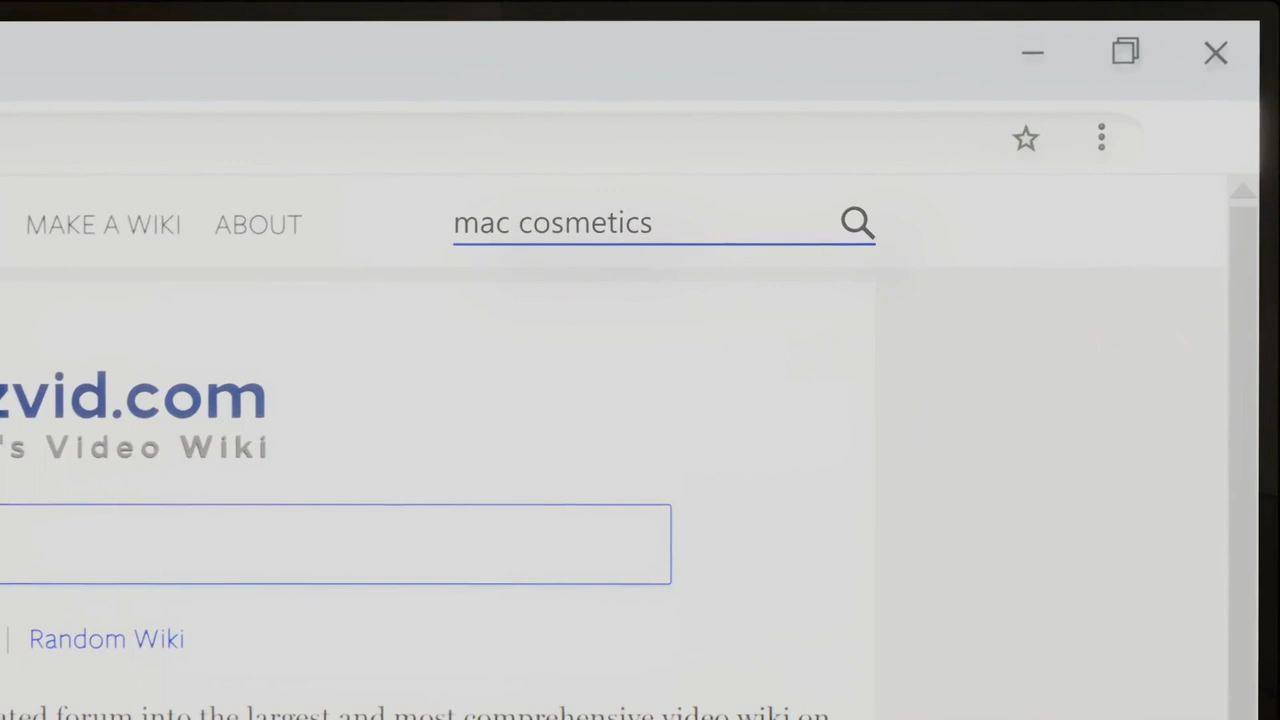 MAKE A WIKI ABOUT mac cosmetics
zvid.com
's Video Wiki
| Random Wiki
ated forum into the largest and most comprehensive video wiki on